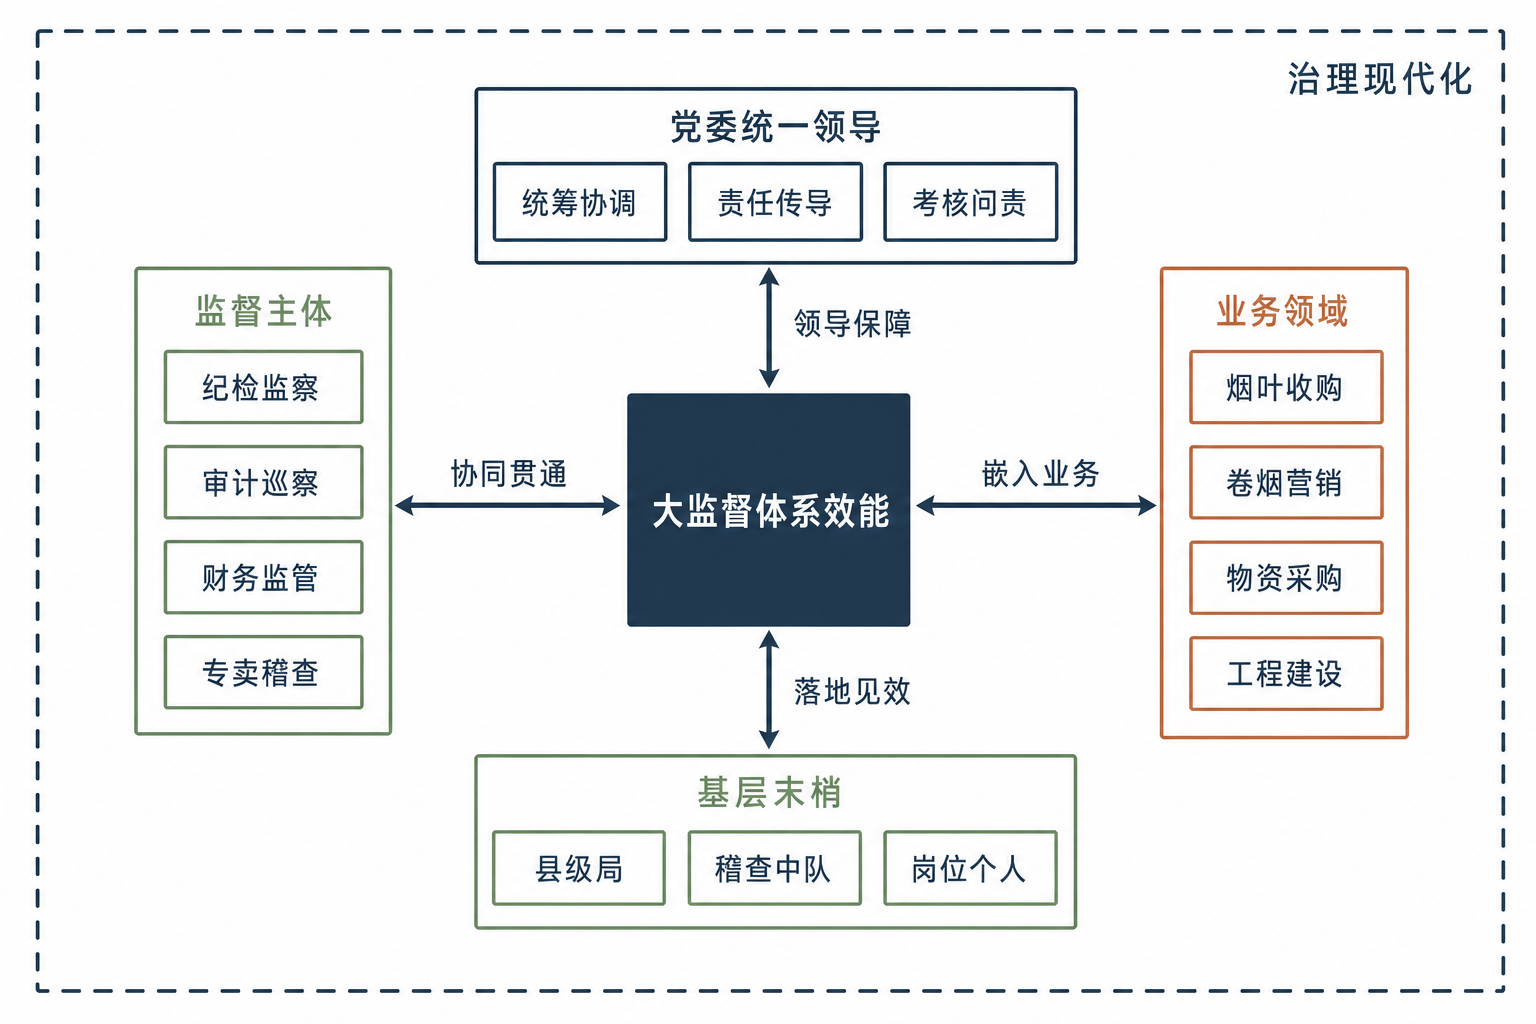 治理现代化
党委统一领导
统筹协调
责任传导
考核问责
领导保障
监督主体
纪检监察
审计巡察
财务监管
专卖稽查
协同贯通
大监督体系效能
嵌入业务
业务领域
烟叶收购
卷烟营销
物资采购
工程建设
落地见效
基层末梢
县级局
稽查中队
岗位个人